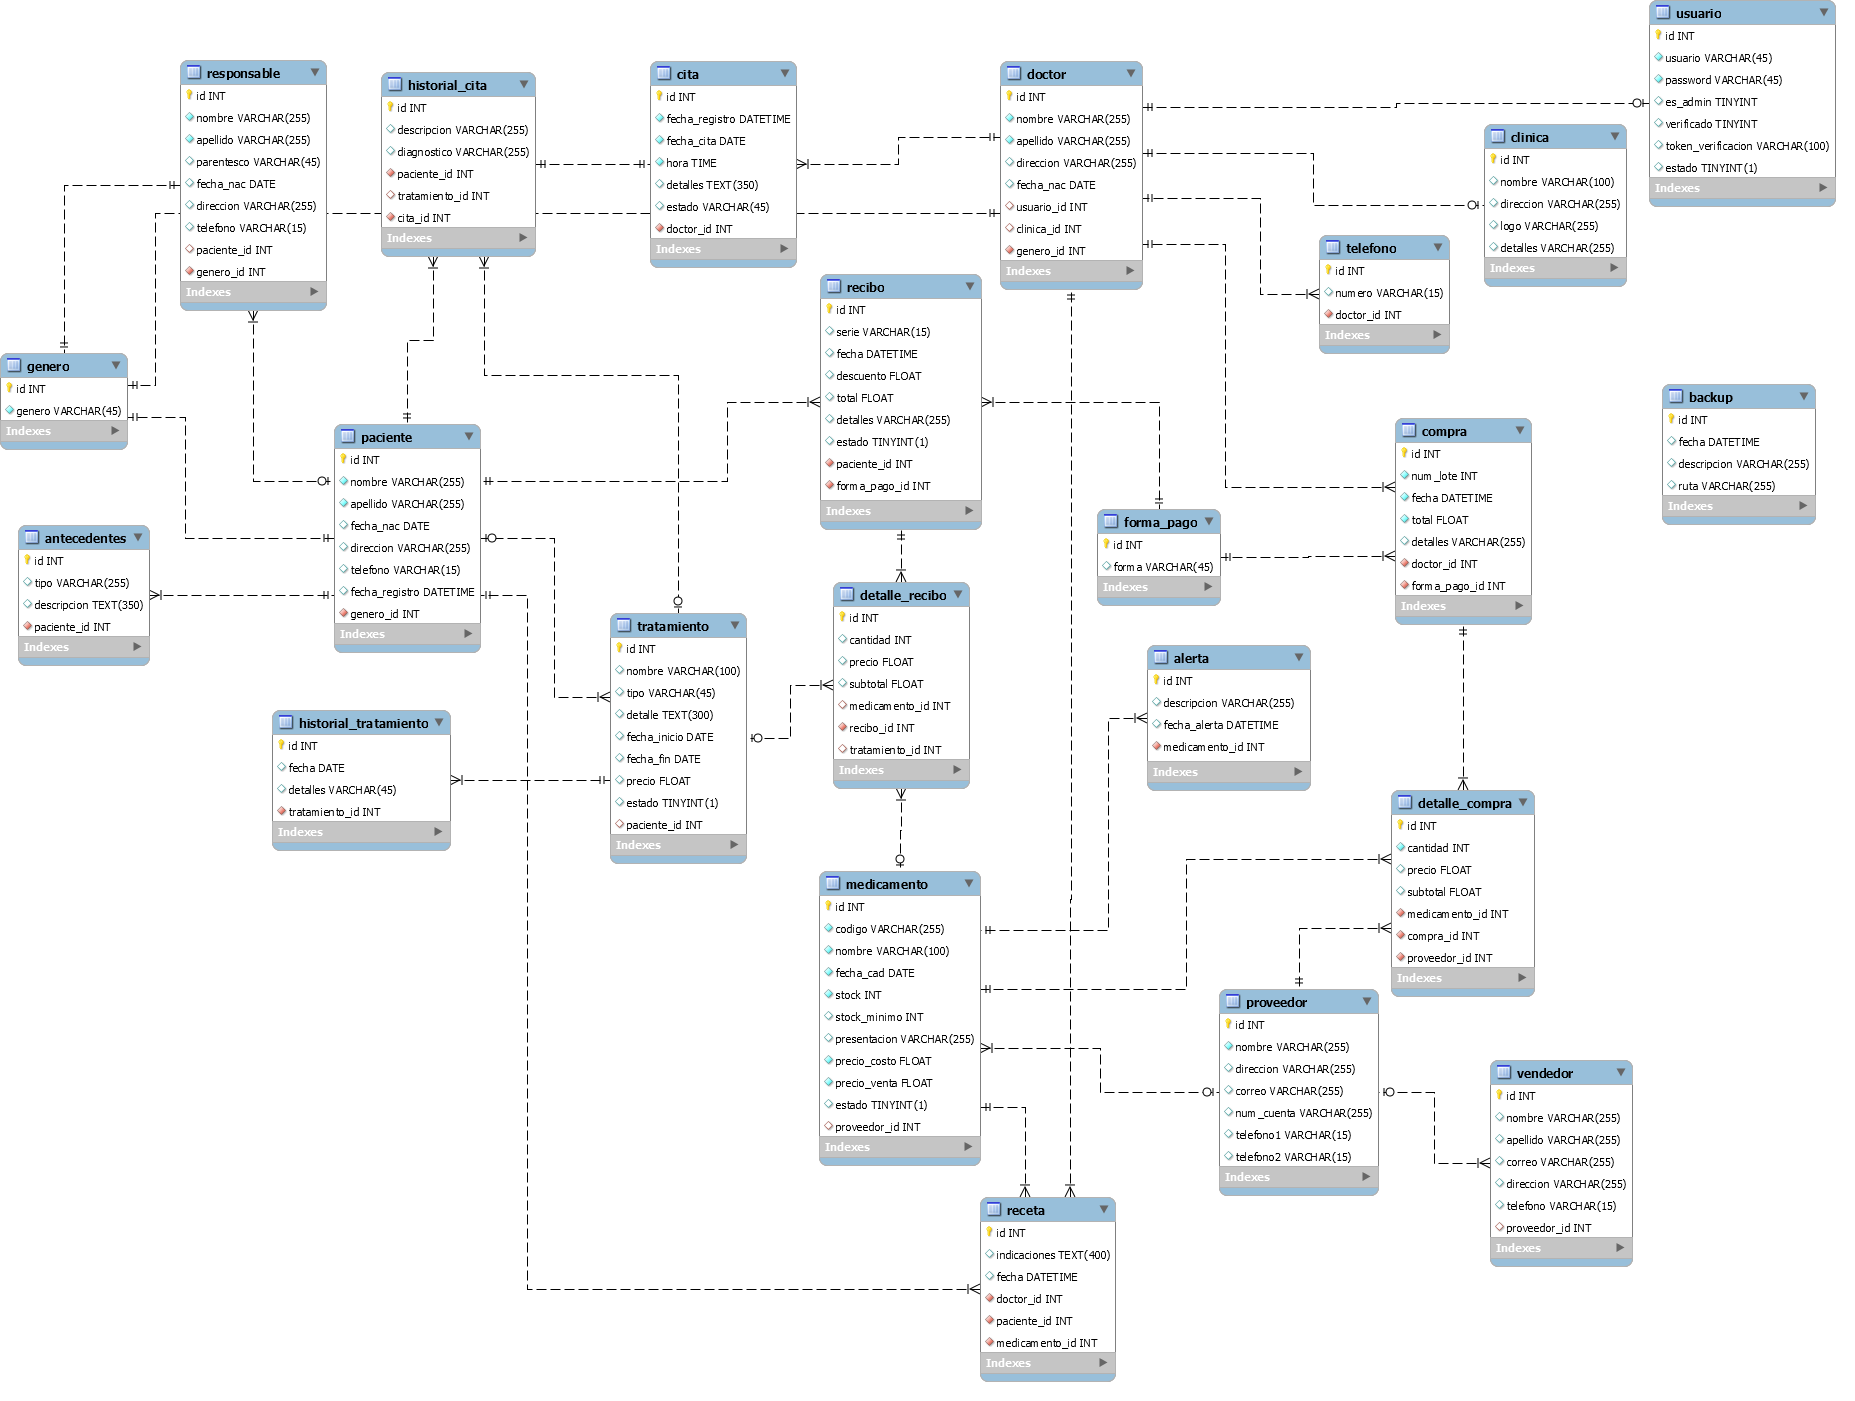 usuario
id INT
usuario VARCHAR(45)
password VARCHAR(45)
es_admin TINYINT
verificado TINYINT
token_verificacion VARCHAR(100)
estado TINYINT(1)
Indexes
responsable
id INT
nombre VARCHAR(255)
apellido VARCHAR(255)
parentesco VARCHAR(45)
fecha_nac DATE
direccion VARCHAR(255)
telefono VARCHAR(15)
paciente_id INT
genero_id INT
Indexes
historial_cita
id INT
descripcion VARCHAR(255)
diagnostico VARCHAR(255)
paciente_id INT
tratamiento_id INT
cita_id INT
Indexes
cita
id INT
fecha_registro DATETIME
fecha_cita DATE
hora TIME
detalles TEXT(350)
estado VARCHAR(45)
doctor_id INT
Indexes
doctor
id INT
nombre VARCHAR(255)
apellido VARCHAR(255)
direccion VARCHAR(255)
fecha_nac DATE
usuario_id INT
clinica_id INT
genero_id INT
Indexes
clinica
id INT
nombre VARCHAR(100)
direccion VARCHAR(255)
logo VARCHAR(255)
detalles VARCHAR(255)
Indexes
telefono
id INT
numero VARCHAR(15)
doctor_id INT
Indexes
recibo
id INT
serie VARCHAR(15)
fecha DATETIME
descuento FLOAT
total FLOAT
detalles VARCHAR(255)
estado TINYINT(1)
paciente_id INT
forma_pago_id INT
Indexes
genero
id INT
genero VARCHAR(45)
Indexes
paciente
id INT
nombre VARCHAR(255)
apellido VARCHAR(255)
fecha_nac DATE
direccion VARCHAR(255)
telefono VARCHAR(15)
fecha_registro DATETIME
genero_id INT
Indexes
backup
id INT
fecha DATETIME
descripcion VARCHAR(255)
ruta VARCHAR(255)
Indexes
compra
id INT
num_lote INT
fecha DATETIME
total FLOAT
detalles VARCHAR(255)
doctor_id INT
forma_pago_id INT
Indexes
forma_pago
id INT
forma VARCHAR(45)
Indexes
antecedentes
id INT
tipo VARCHAR(255)
descripcion TEXT(350)
paciente_id INT
Indexes
detalle_recibo
id INT
cantidad INT
precio FLOAT
subtotal FLOAT
medicamento_id INT
recibo_id INT
tratamiento_id INT
Indexes
tratamiento
id INT
nombre VARCHAR(100)
tipo VARCHAR(45)
detalle TEXT(300)
fecha_inicio DATE
fecha_fin DATE
precio FLOAT
estado TINYINT(1)
paciente_id INT
Indexes
alerta
id INT
descripcion VARCHAR(255)
fecha_alerta DATETIME
medicamento_id INT
Indexes
historial_tratamiento
id INT
fecha DATE
detalles VARCHAR(45)
tratamiento_id INT
Indexes
detalle_compra
id INT
cantidad INT
precio FLOAT
subtotal FLOAT
medicamento_id INT
compra_id INT
proveedor_id INT
Indexes
medicamento
id INT
codigo VARCHAR(255)
nombre VARCHAR(100)
fecha_cad DATE
stock INT
stock_minimo INT
presentacion VARCHAR(255)
precio_costo FLOAT
precio_venta FLOAT
estado TINYINT(1)
proveedor_id INT
Indexes
proveedor
id INT
nombre VARCHAR(255)
direccion VARCHAR(255)
correo VARCHAR(255)
num_cuenta VARCHAR(255)
telefono1 VARCHAR(15)
telefono2 VARCHAR(15)
Indexes
vendedor
id INT
nombre VARCHAR(255)
apellido VARCHAR(255)
correo VARCHAR(255)
direccion VARCHAR(255)
telefono VARCHAR(15)
proveedor_id INT
Indexes
receta
id INT
indicaciones TEXT(400)
fecha DATETIME
doctor_id INT
paciente_id INT
medicamento_id INT
Indexes